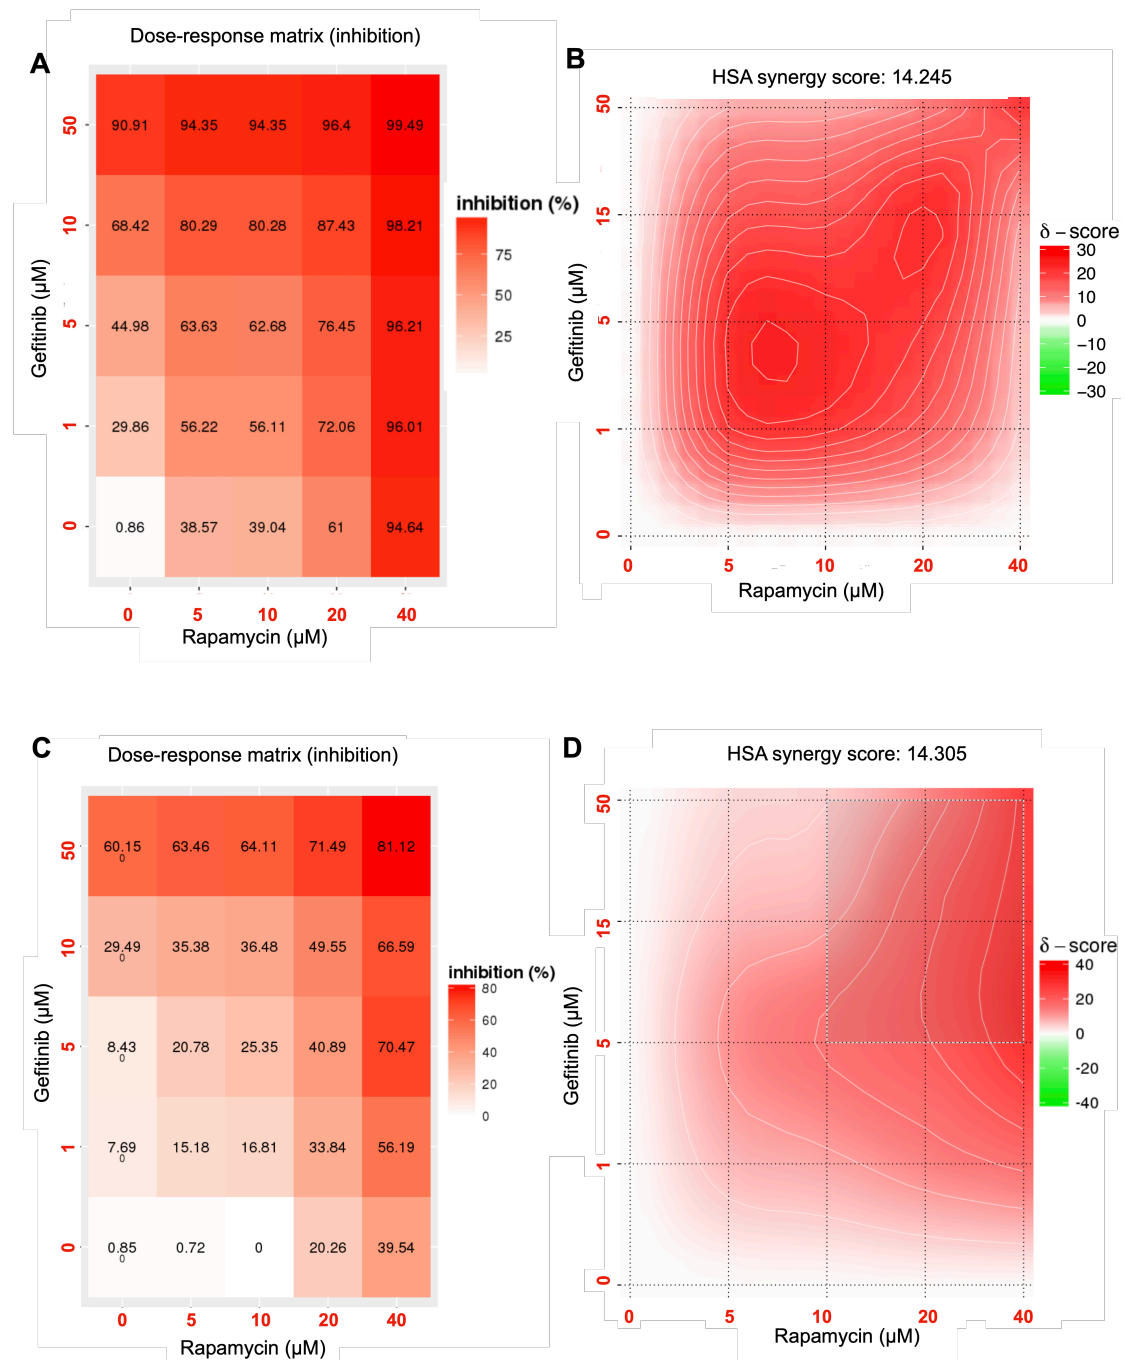 A
Dose-response matrix (inhibition)
50
90.91 94.35 94.35 96.4 99.49
10
68.42 80.29 80.28 87.43 98.21
5
44.98 63.63 62.68 76.45 96.21
1
29.86 56.22 56.11 72.06 96.01
0
0.86 38.57 39.04 61 94.64
0 5 10 20 40
Rapamycin (µM)
Gefitinib (µM)
inhibition (%)
75
50
25
B
HSA synergy score: 14.245
50
15
5
1
0
0 5 10 20 40
Rapamycin (µM)
Gefitinib (µM)
δ – score
30
20
10
0
−10
−20
−30
C
Dose-response matrix (inhibition)
50
60.15 63.46 64.11 71.49 81.12
0
10
29.49 35.38 36.48 49.55 66.59
0
5
8.43 20.78 25.35 40.89 70.47
0
1
7.69 15.18 16.81 33.84 56.19
0
0
0.85 0.72 0 20.26 39.54
0
0 5 10 20 40
Rapamycin (µM)
Gefitinib (µM)
inhibition (%)
80
60
40
20
0
D
HSA synergy score: 14.305
50
15
5
1
0
0 5 10 20 40
Rapamycin (µM)
Gefitinib (µM)
δ – score
40
20
0
-20
-40